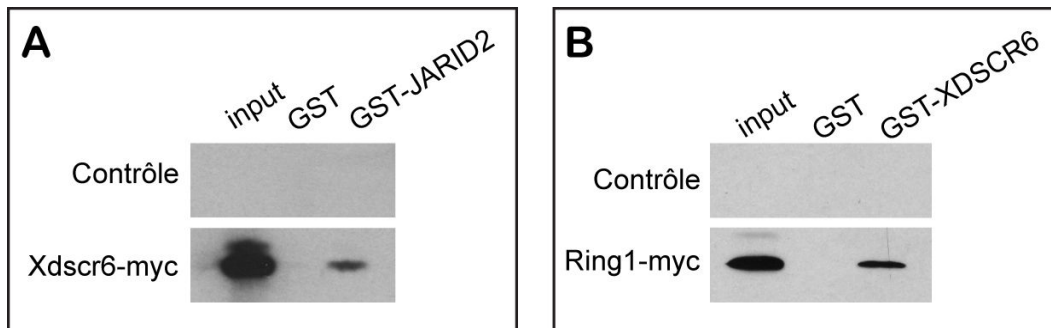 A
input GST GST-JARID2
Contrôle
Xdscr6-myc
B
input GST GST-XDSCR6
Contrôle
Ring1-myc